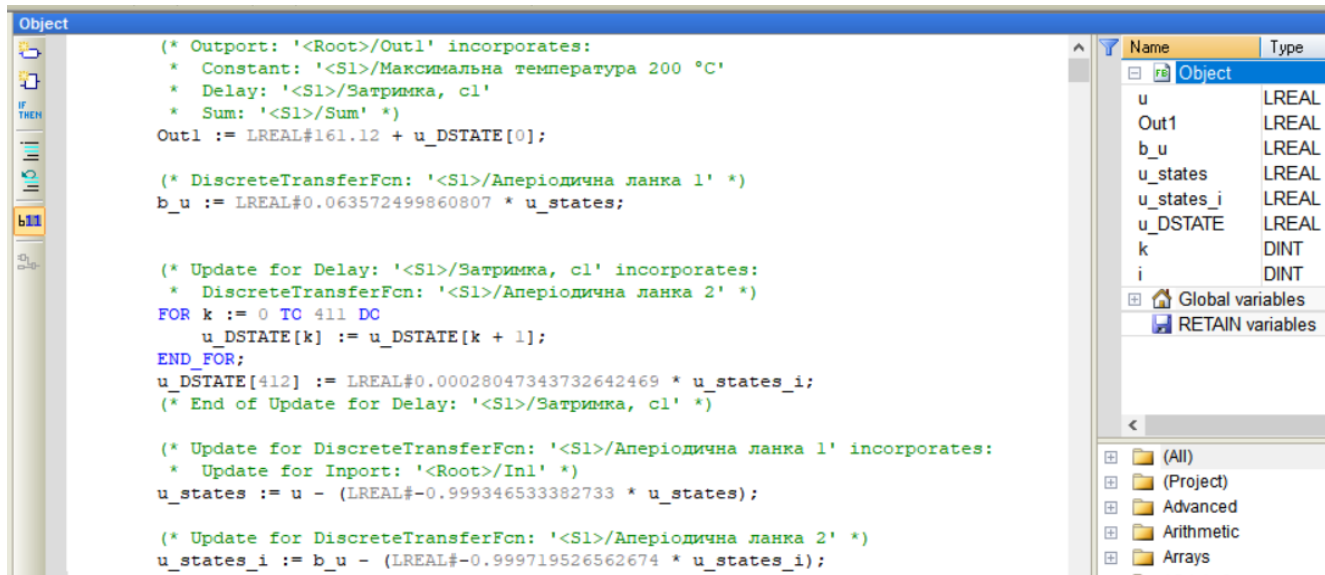 Object
(* Outport: '<Root>/Out1' incorporates:
*  Constant: '<S1>/Максимальна температура 200 °C'
*  Delay: '<S1>/Затримка, c1'
*  Sum: '<S1>/Sum' *)
Out1 := LREAL#161.12 + u_DSTATE[0];
(* DiscreteTransferFcn: '<S1>/Аперіодична ланка 1' *)
b_u := LREAL#0.063572499860807 * u_states;
(* Update for Delay: '<S1>/Затримка, c1' incorporates:
*  DiscreteTransferFcn: '<S1>/Аперіодична ланка 2' *)
FOR k := 0 TO 411 DO
u_DSTATE[k] := u_DSTATE[k + 1];
END_FOR;
u_DSTATE[412] := LREAL#0.00028047343732642469 * u_states_i;
(* End of Update for Delay: '<S1>/Затримка, c1' *)
(* Update for DiscreteTransferFcn: '<S1>/Аперіодична ланка 1' incorporates:
*  Update for Inport: '<Root>/In1' *)
u_states := u - (LREAL#-0.999346533382733 * u_states);
(* Update for DiscreteTransferFcn: '<S1>/Аперіодична ланка 2' *)
u_states_i := b_u - (LREAL#-0.999719526562674 * u_states_i);
IF
THEN
b11
Name Type
FB Object
u LREAL
Out1 LREAL
b_u LREAL
u_states LREAL
u_states_i LREAL
u_DSTATE LREAL
k DINT
i DINT
Global variables
RETAIN variables
(All)
(Project)
Advanced
Arithmetic
Arrays